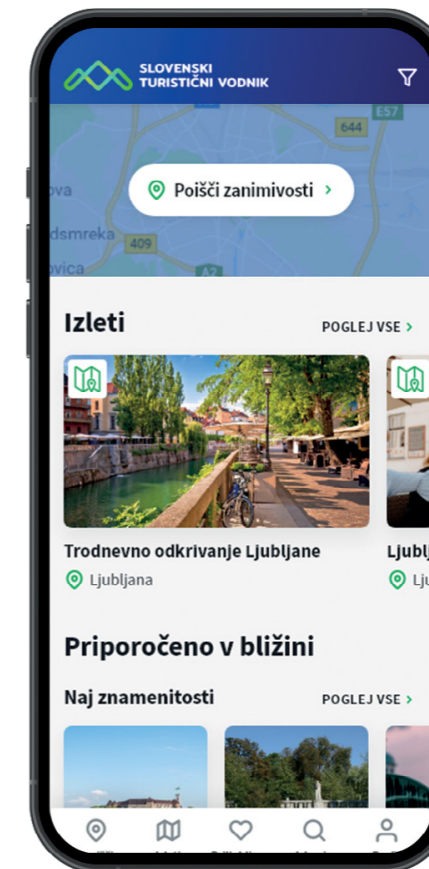 SLOVENSKI
TURISTIČNI VODNIK
E57
644
Poišči zanimivosti
409
A2
Izleti
POGLEJ VSE
Trodnevno odkrivanje Ljubljane
Ljubljana
Priporočeno v bližini
Naj znamenitosti
POGLEJ VSE